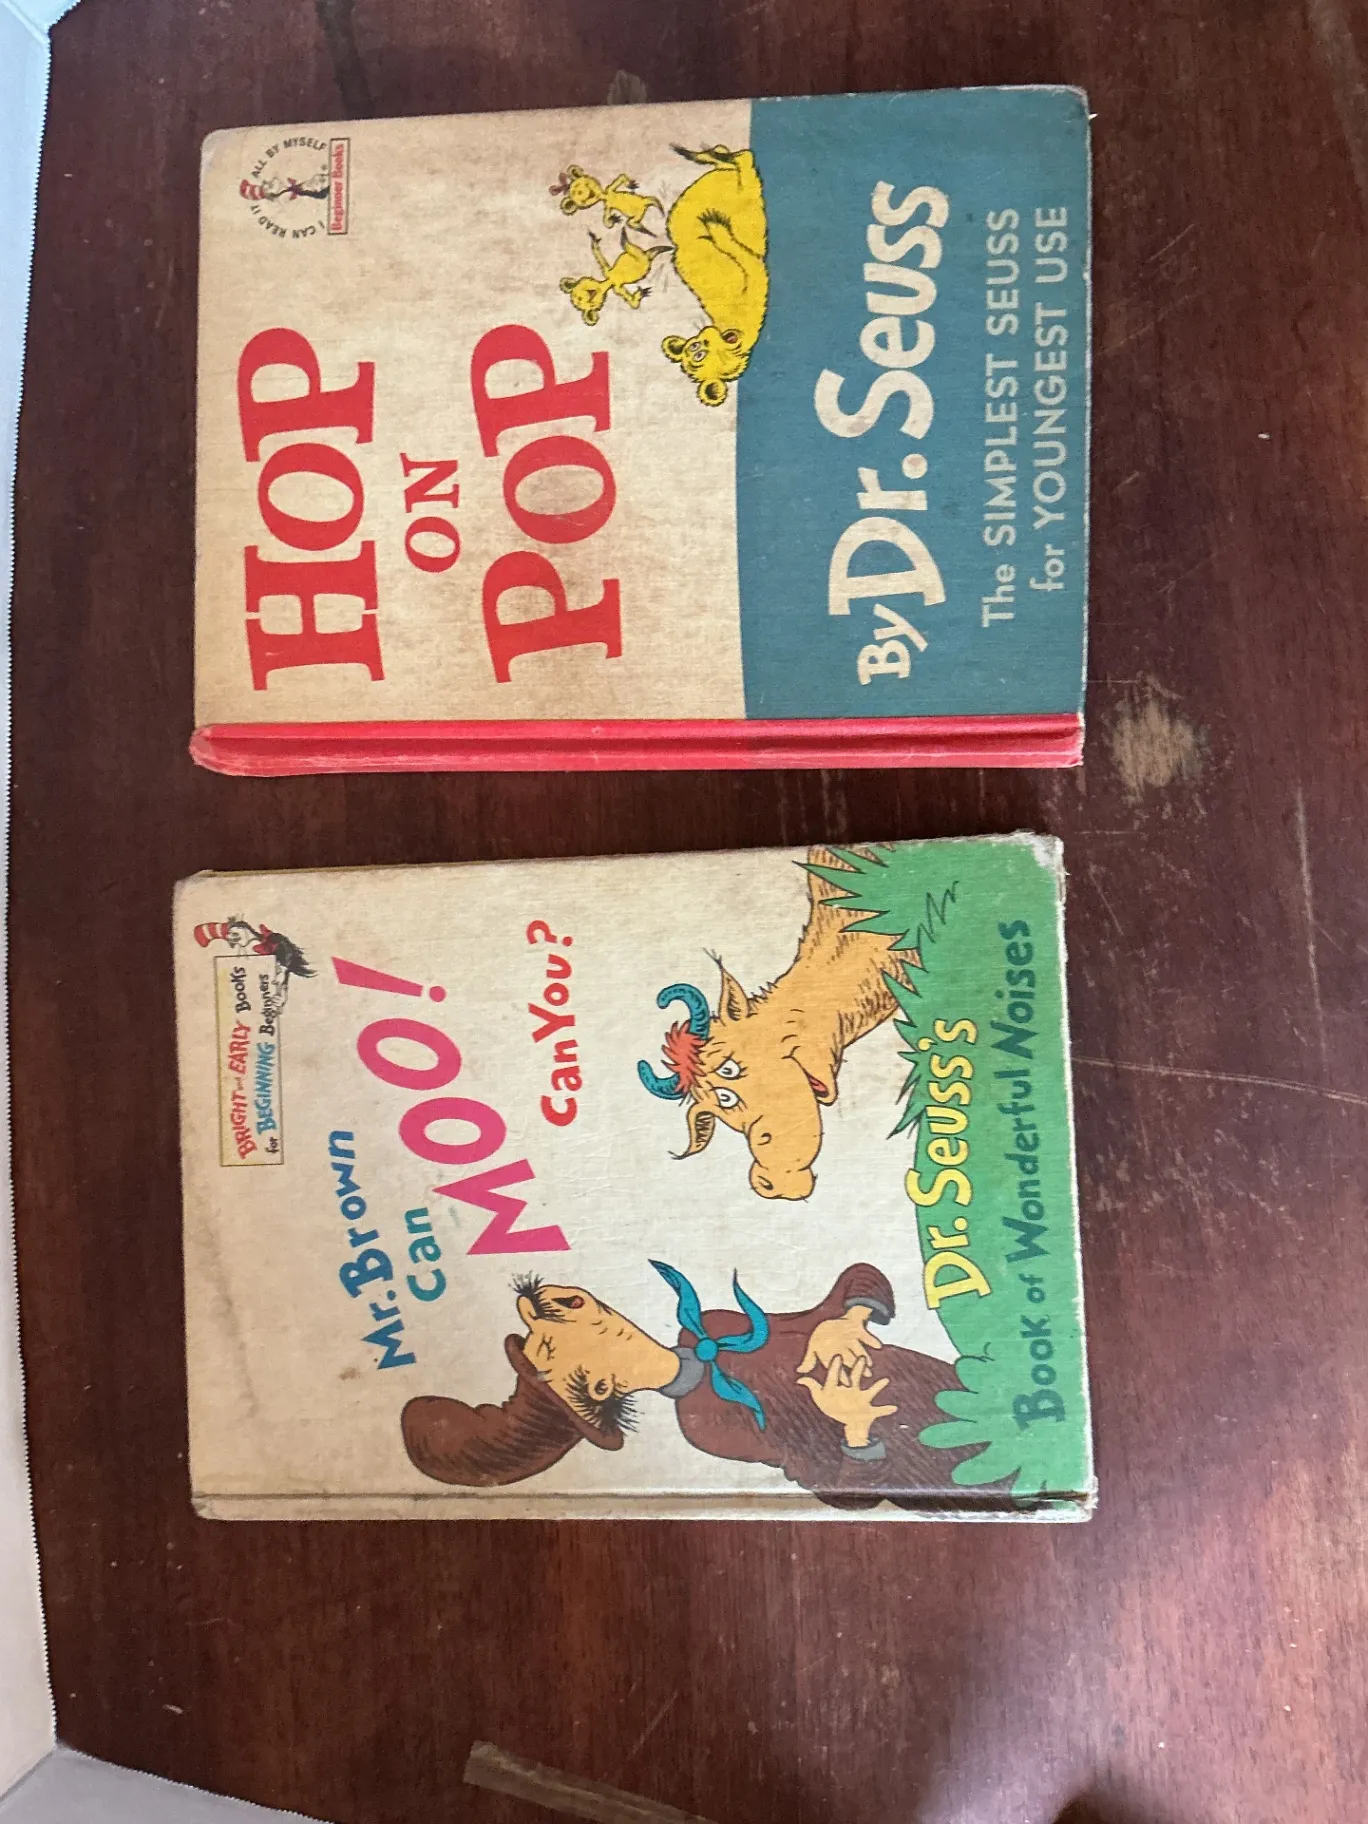 I CAN READ IT ALL BY MYSELF
Beginner Books
HOP
ON
POP
By Dr. Seuss
The SIMPLEST SEUSS
for YOUNGEST USE
BRIGHT and EARLY Books
for BEGINNING Beginners
Mr. Brown
Can
MOO!
Can You?
Dr. Seuss's
Book of Wonderful Noises